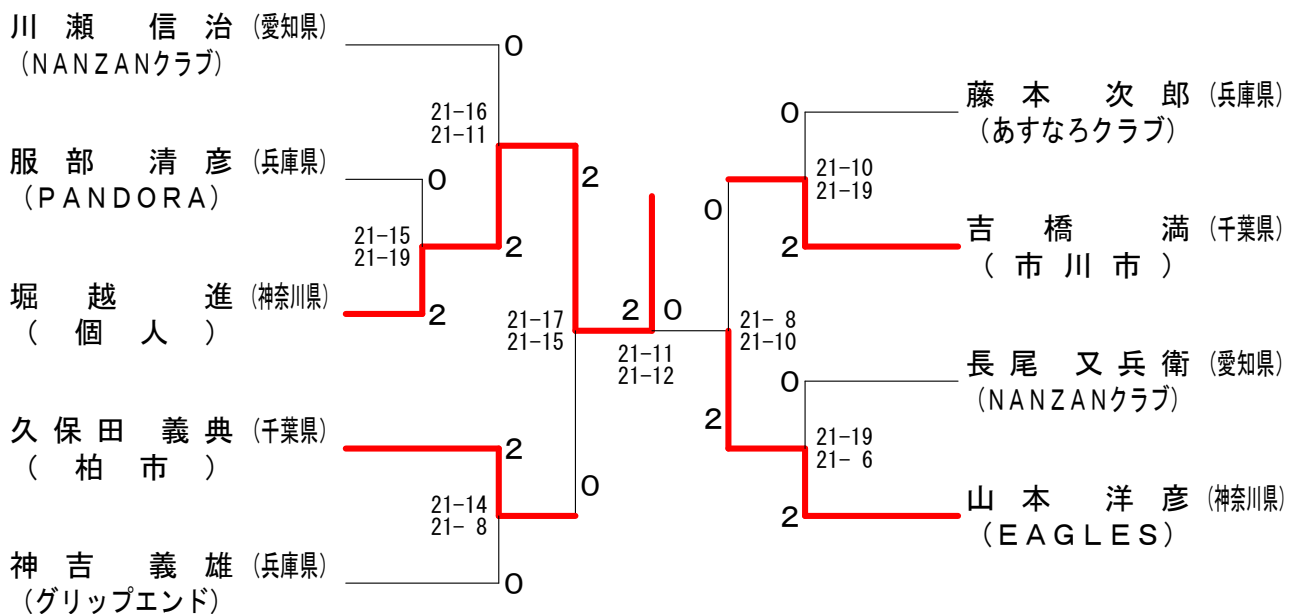 川瀬 信治 (愛知県)
(NANZANクラブ)
0
21-16
21-11
服部 清彦 (兵庫県)
(PANDORA)
0
2
21-15
21-19
2
堀越 進 (神奈川県)
(個人)
2
21-17
21-15
久保田 義典 (千葉県)
(柏市)
2
0
21-14
21- 8
神吉 義雄 (兵庫県)
(グリップエンド)
0
2 0
21-11
21-12
藤本 次郎 (兵庫県)
(あすなろクラブ)
0
21-10
21-19
0
吉橋 満 (千葉県)
(市川市)
2
21- 8
21-10
長尾 又兵衛 (愛知県)
(NANZANクラブ)
0
2
21-19
21- 6
山本 洋彦 (神奈川県)
(EAGLES)
2